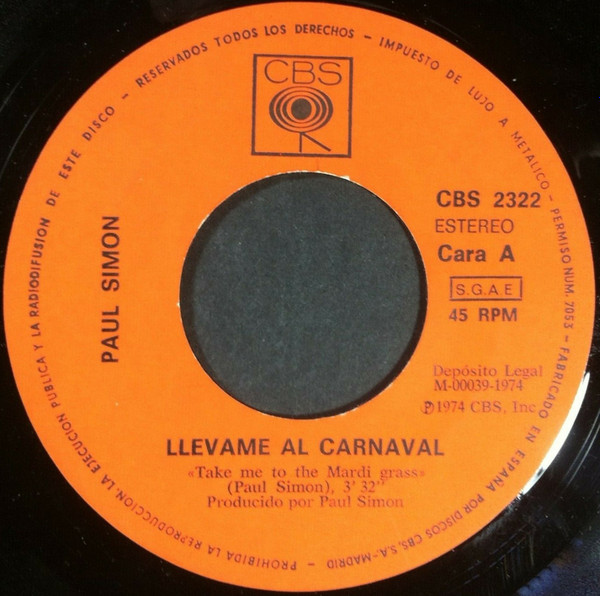 RESERVADOS TODOS LOS DERECHOS - IMPUESTO DE LUJO A METALICO - PERMISO NUM. 7053 - FABRICADO EN ESPAÑA POR DISCOS CBS, S.A.-MADRID - PROHIBIDA LA REPRODUCCION, LA EJECUCION PUBLICA Y LA RADIODIFUSION DE ESTE DISCO -
CBS
PAUL SIMON
CBS 2322
ESTEREO
Cara A
S.G.A.E
45 RPM
Depósito Legal
M-00039-1974
Ⓟ1974 CBS, Inc
LLEVAME AL CARNAVAL
«Take me to the Mardi grass»
(Paul Simon), 3' 32''
Producido por Paul Simon